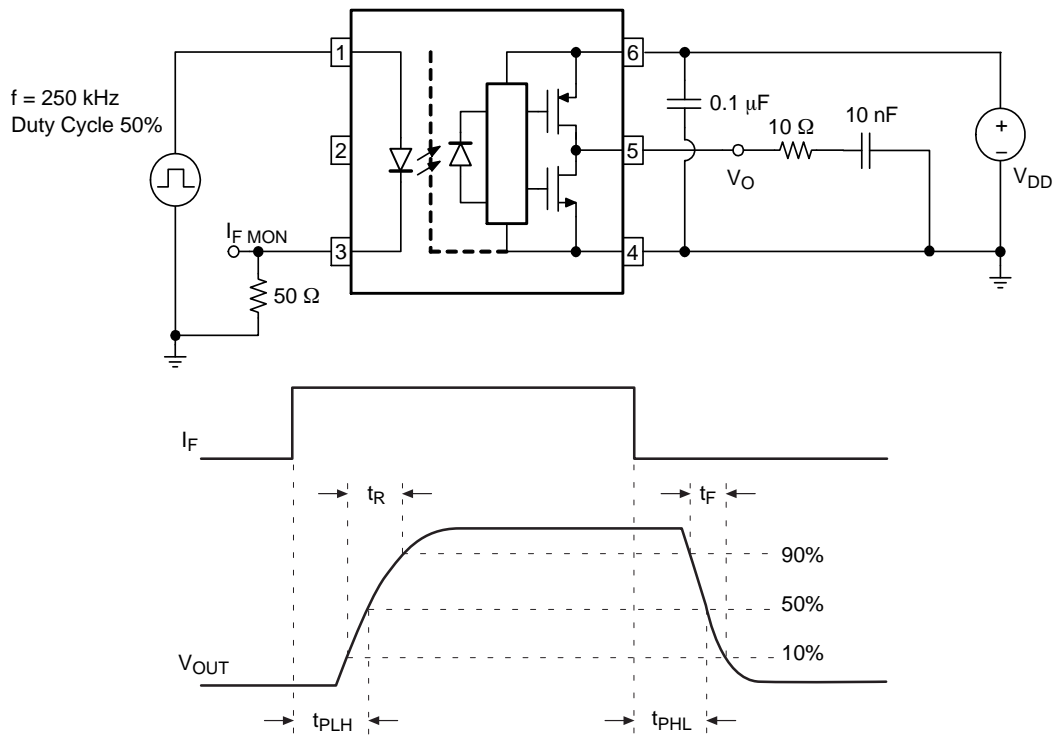 f = 250 kHz
Duty Cycle 50%
1
2
3
6
5
4
I_F MON
50 Ω
0.1 μF
10 Ω
10 nF
V_O
+
−
V_DD
I_F
t_R
t_F
90%
50%
10%
V_OUT
t_PLH
t_PHL